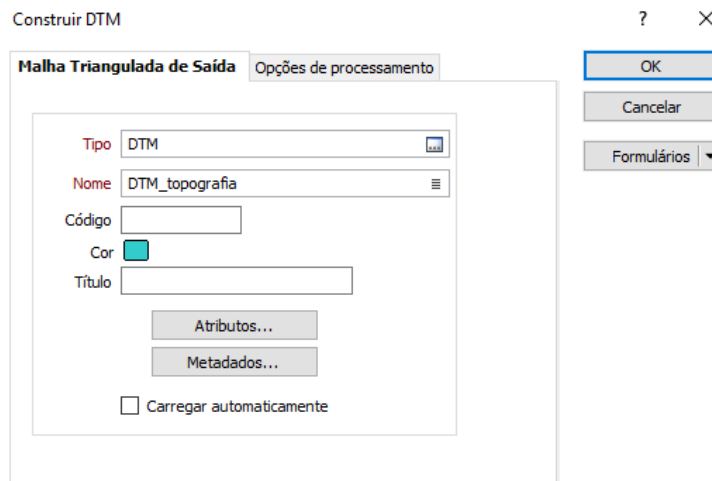 Construir DTM
?
Malha Triangulada de Saída
Opções de processamento
OK
Cancelar
Formulários
Tipo DTM
Nome DTM_topografia
Código
Cor
Título
Atributos...
Metadados...
Carregar automaticamente